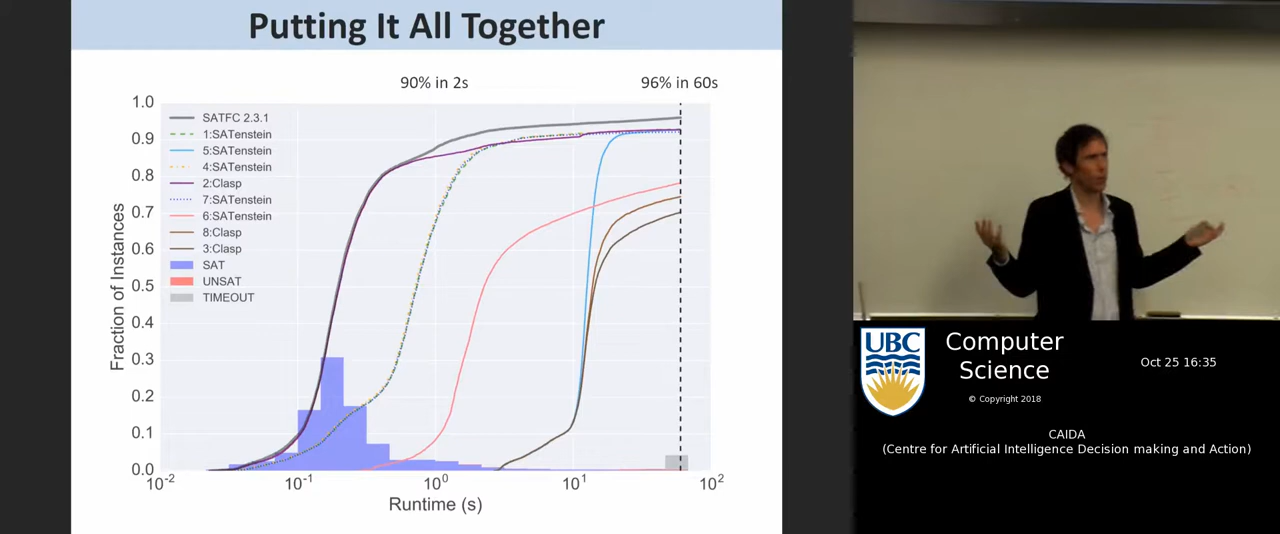 Putting It All Together
90% in 2s
96% in 60s
1.0
0.9
0.8
0.7
0.6
0.5
0.4
0.3
0.2
0.1
0.0
Fraction of Instances
SATFC 2.3.1
1:SATenstein
5:SATenstein
4:SATenstein
2:Clasp
7:SATenstein
6:SATenstein
8:Clasp
3:Clasp
SAT
UNSAT
TIMEOUT
10-2
10-1
100
101
102
Runtime (s)
UBC
Computer
Science
© Copyright 2018
Oct 25 16:35
CAIDA
(Centre for Artificial Intelligence Decision making and Action)